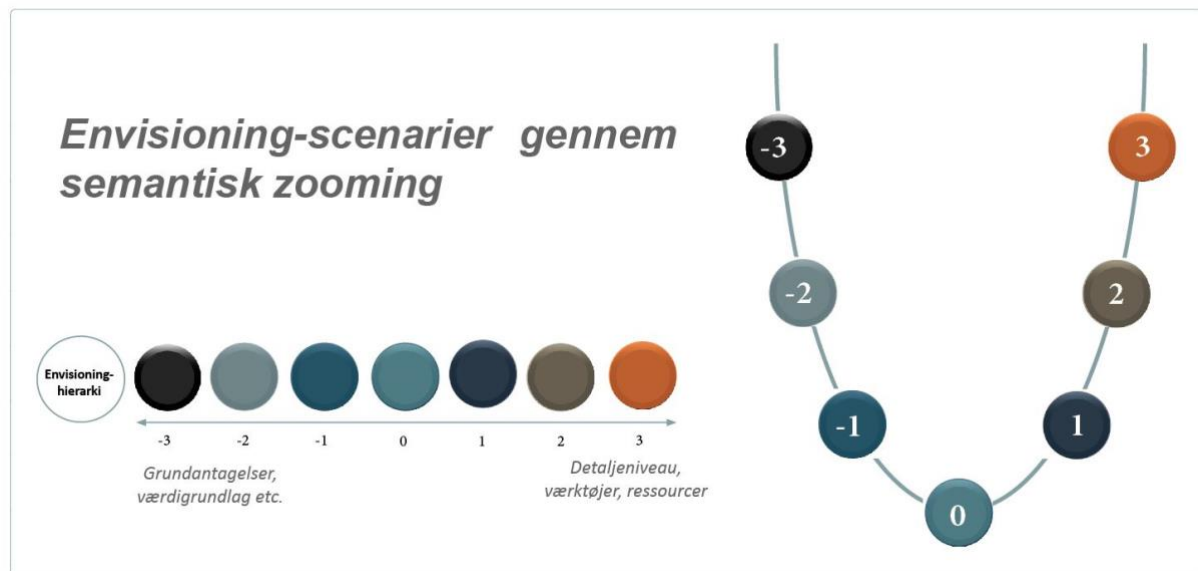 Envisioning-scenarier gennem
semantisk zooming
Envisioning-
hierarki
-3 -2 -1 0 1 2 3
Grundantagelser,
værdigrundlag etc.
Detaljeniveau,
værktøjer, ressourcer
-3
3
-2
2
-1
1
0